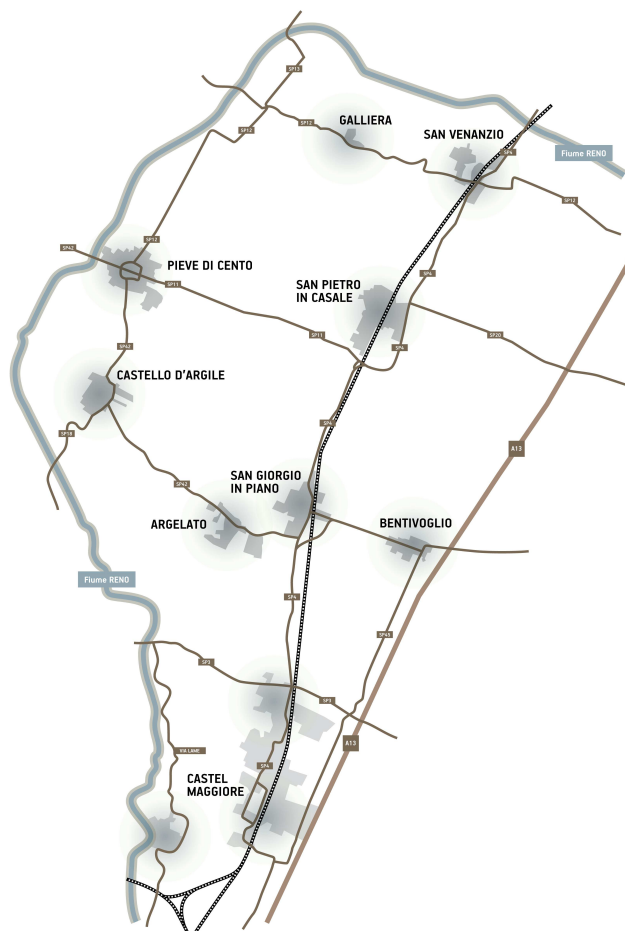 SP12
GALLIERA
SP12
SAN VENANZIO
SP12
SP4
Fiume RENO
SP12
SP42
SP12
PIEVE DI CENTO
SP11
SP4
SAN PIETRO
IN CASALE
SP11
SP4
SP20
SP42
CASTELLO D'ARGILE
SP4
SP18
A13
SAN GIORGIO
IN PIANO
SP42
ARGELATO
BENTIVOGLIO
Fiume RENO
SP4
SP45
SP3
SP3
VIA LAME
A13
SP4
CASTEL
MAGGIORE